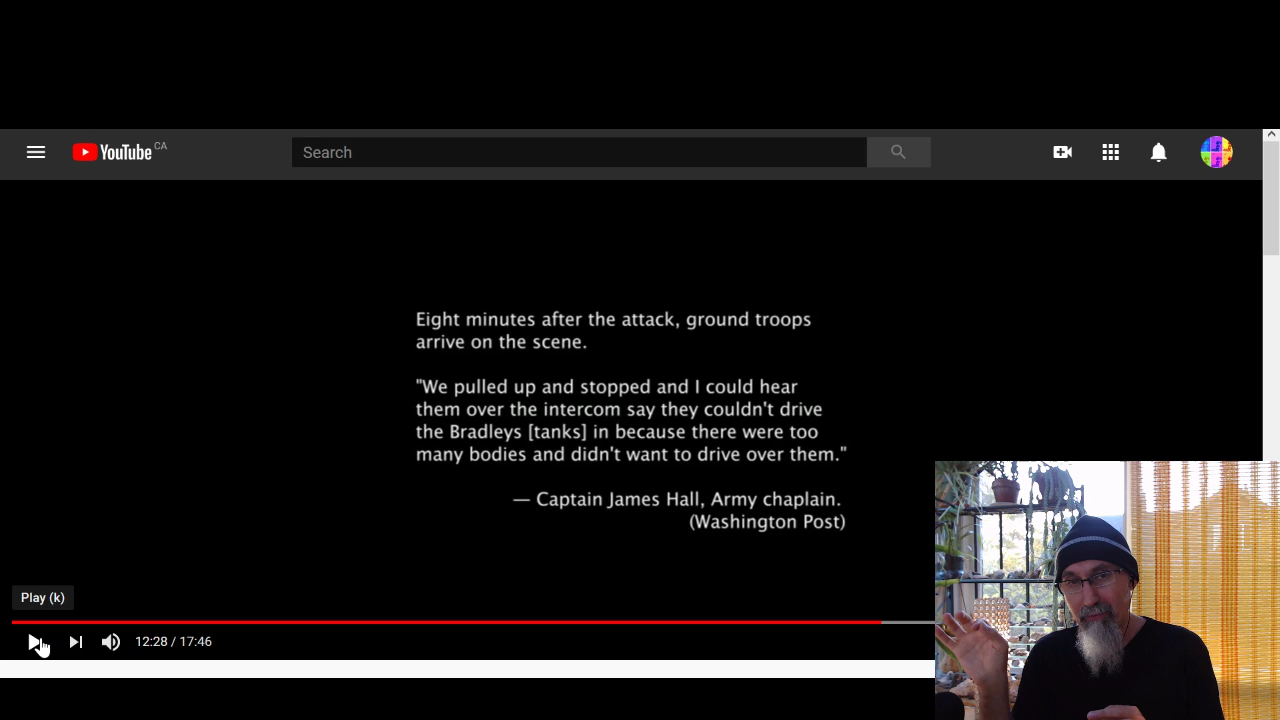 YouTube CA
Search
Eight minutes after the attack, ground troops
arrive on the scene.
"We pulled up and stopped and I could hear
them over the intercom say they couldn't drive
the Bradleys [tanks] in because there were too
many bodies and didn't want to drive over them."
— Captain James Hall, Army chaplain.
(Washington Post)
Play (k)
12:28 / 17:46